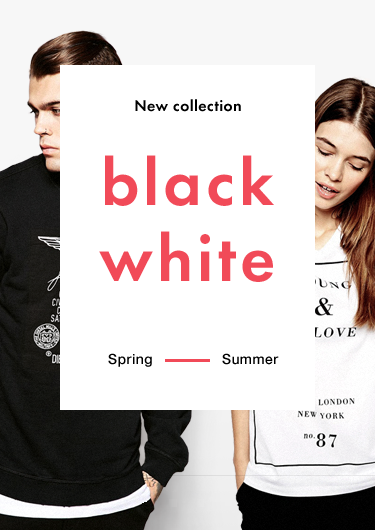 New collection
black
white
Spring
Summer
&
LOVE
LONDON
NEW YORK
no.87